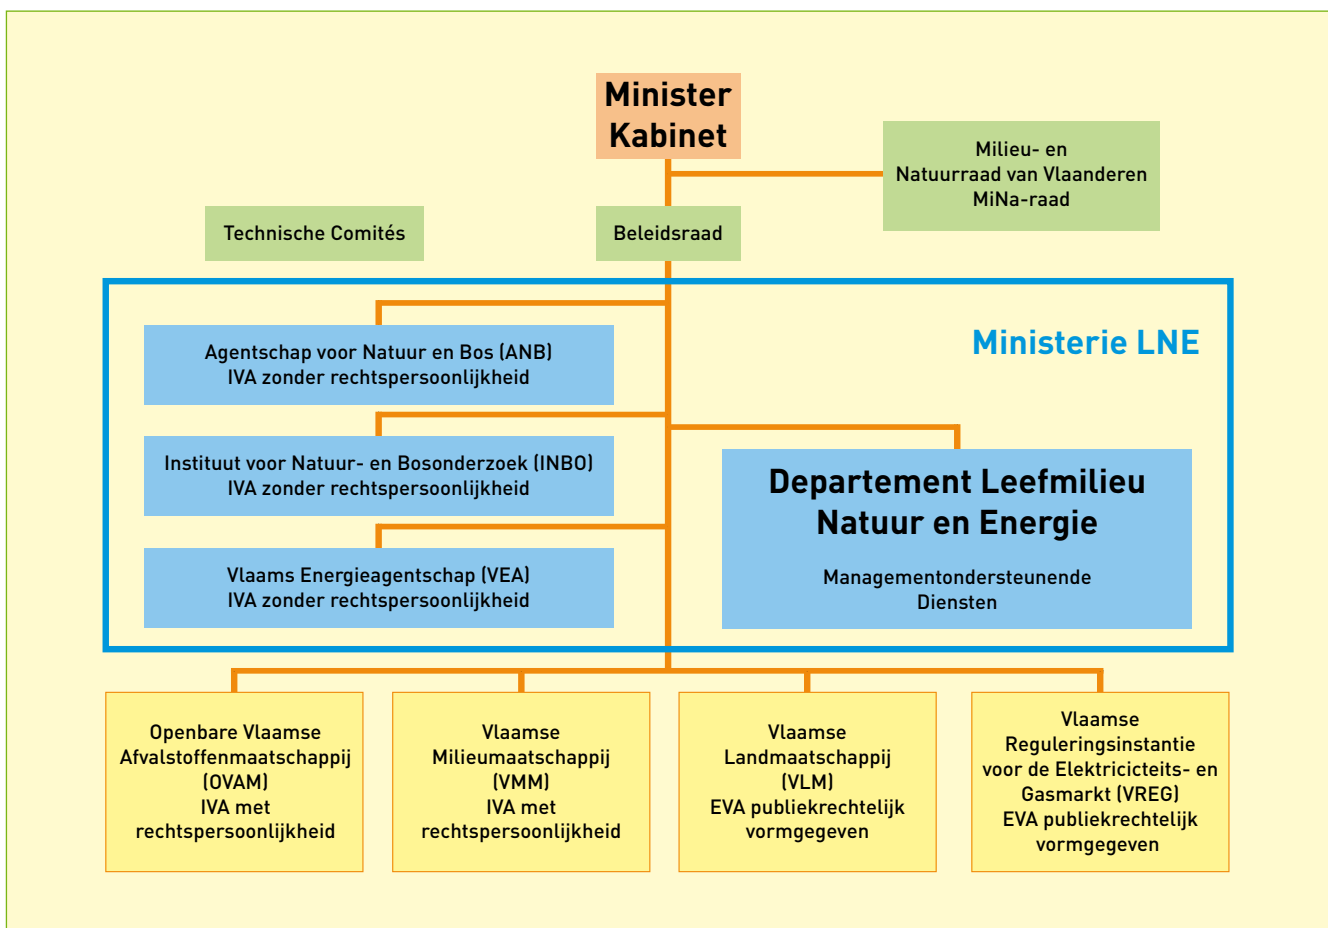 Minister
Kabinet
Milieu- en
Natuurraad van Vlaanderen
MiNa-raad
Technische Comités
Beleidsraad
Ministerie LNE
Agentschap voor Natuur en Bos (ANB)
IVA zonder rechtspersoonlijkheid
Instituut voor Natuur- en Bosonderzoek (INBO)
IVA zonder rechtspersoonlijkheid
Vlaams Energieagentschap (VEA)
IVA zonder rechtspersoonlijkheid
Departement Leefmilieu
Natuur en Energie
Managementondersteunende
Diensten
Openbare Vlaamse
Afvalstoffenmaatschappij
(OVAM)
IVA met
rechtspersoonlijkheid
Vlaamse
Milieumaatschappij
(VMM)
IVA met
rechtspersoonlijkheid
Vlaamse
Landmaatschappij
(VLM)
EVA publiekrechtelijk
vormgegeven
Vlaamse
Reguleringsinstantie
voor de Elektricicteits- en
Gasmarkt (VREG)
EVA publiekrechtelijk
vormgegeven